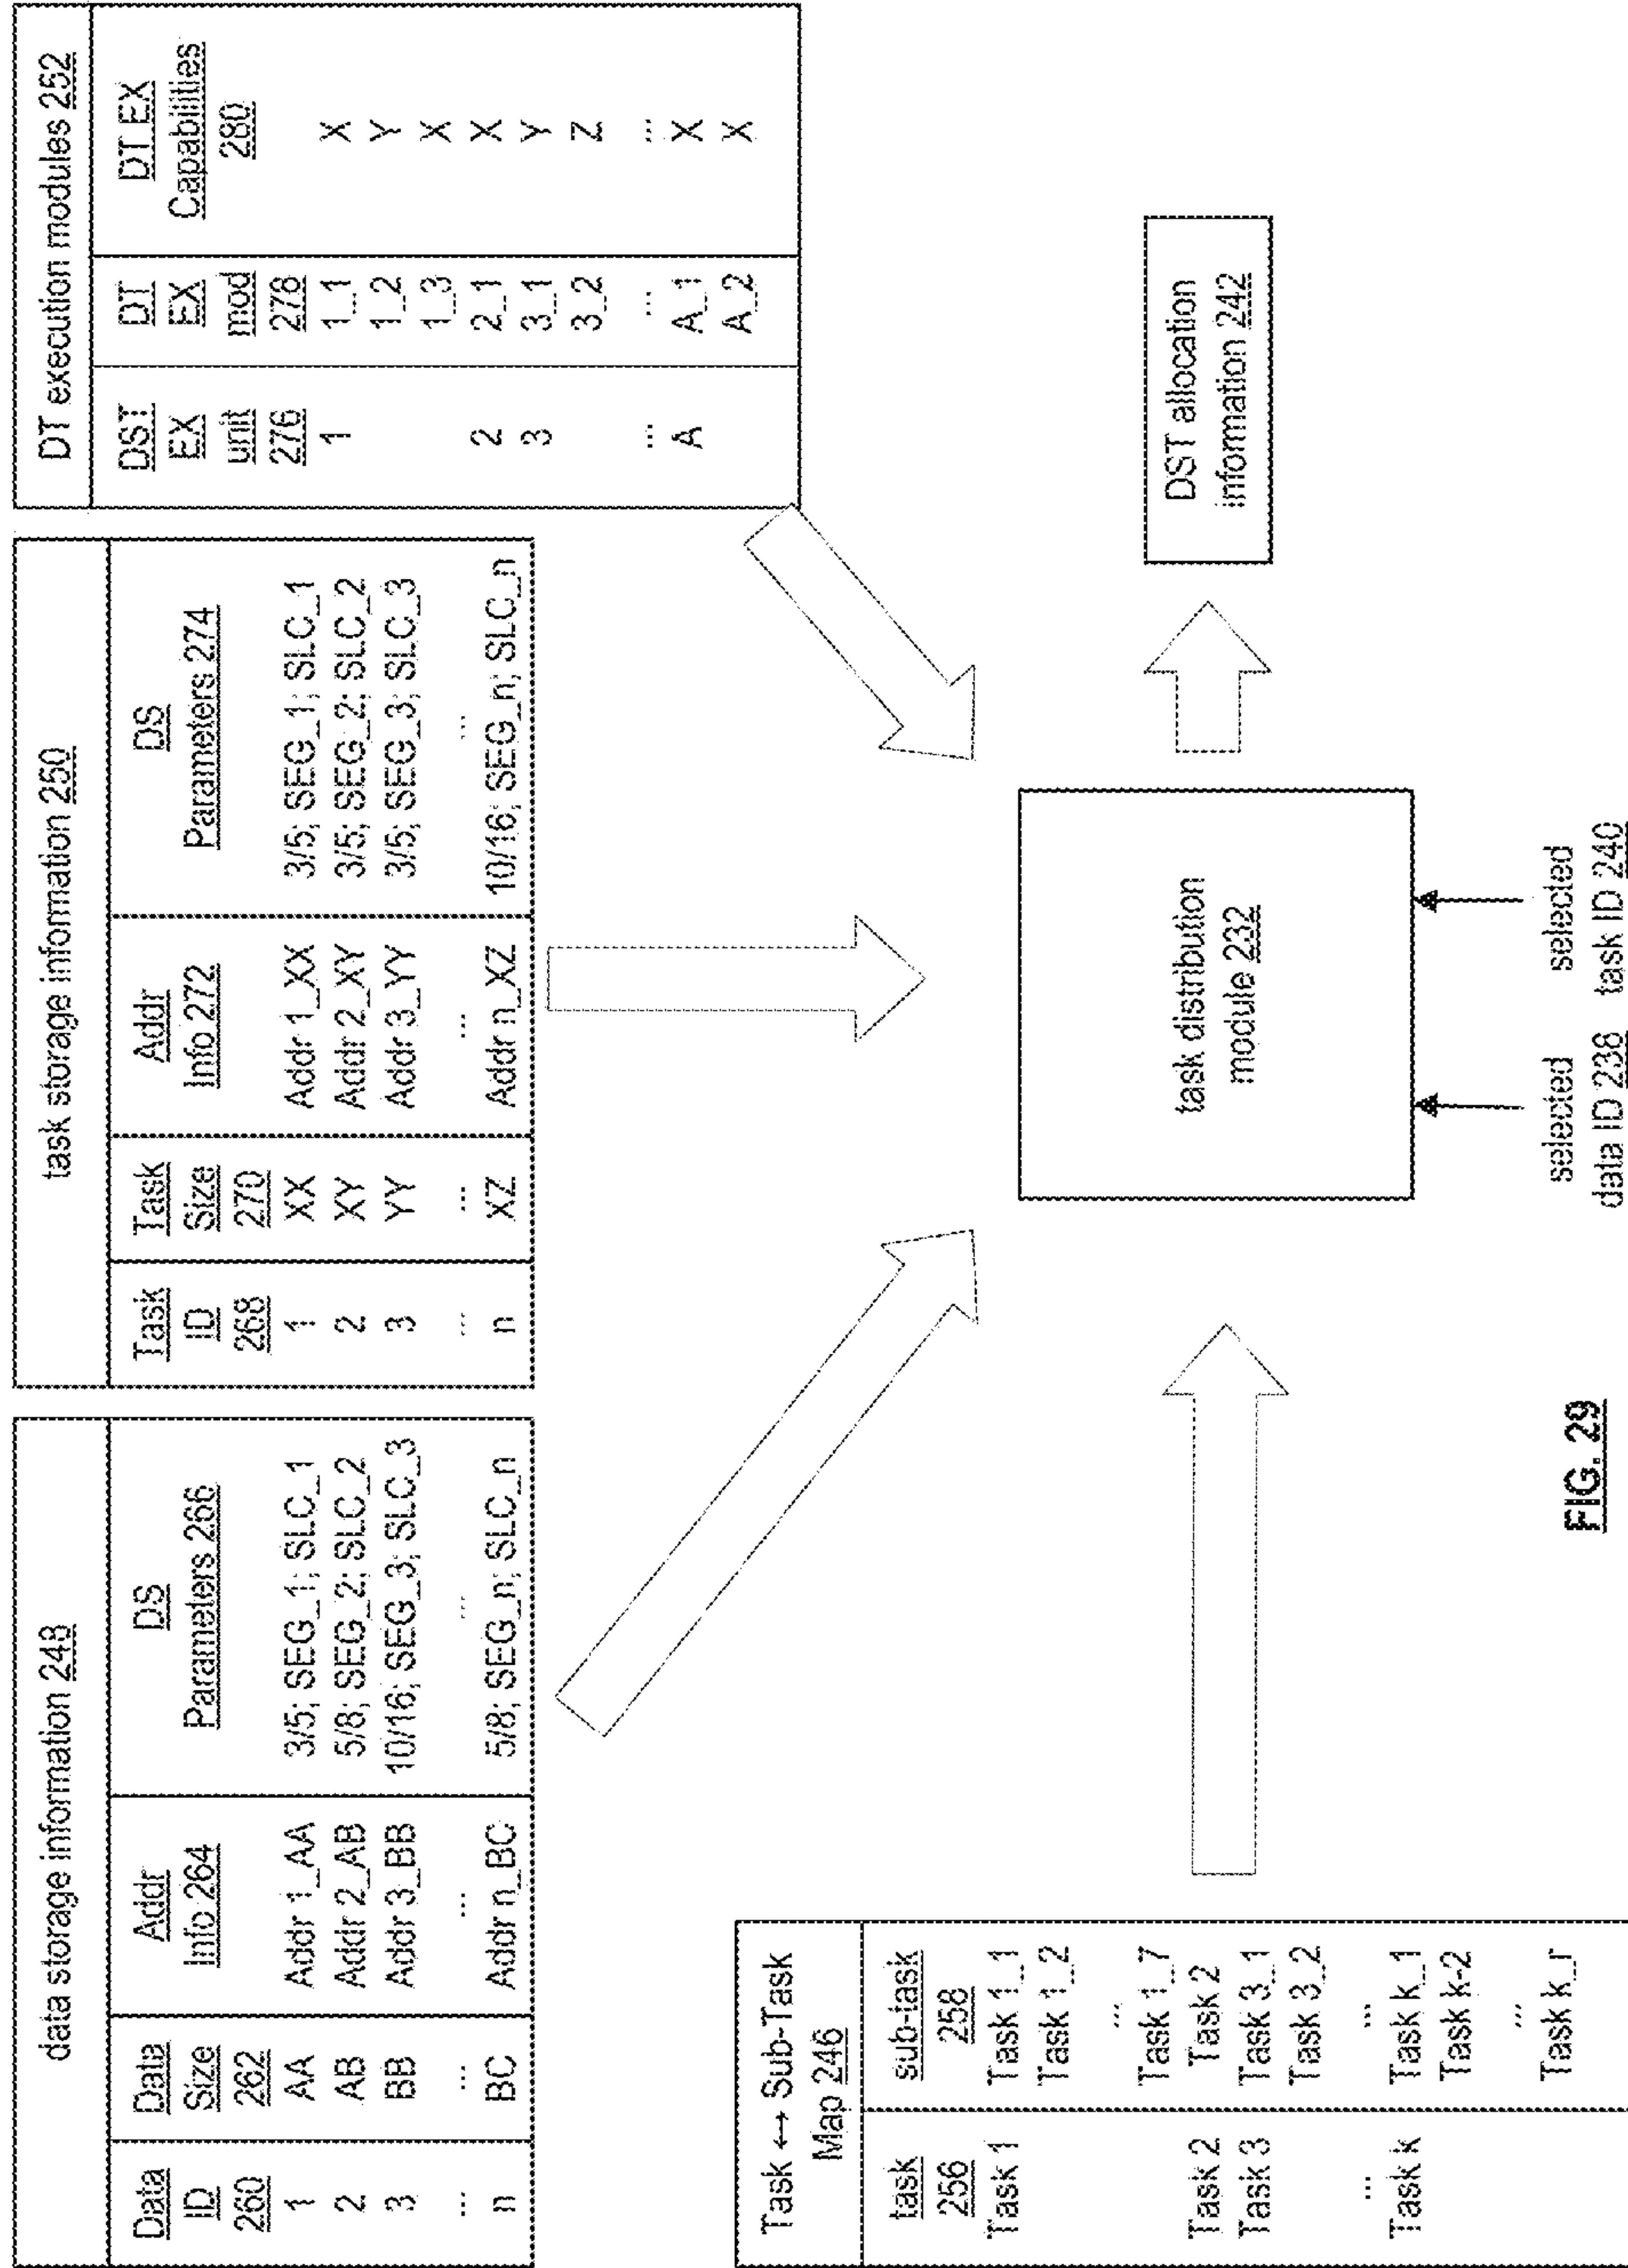 data storage information 248
Data ID 260 Data Size 262 Addr Info 264 DS Parameters 266
1 AA Addr 1_AA 3/5; SEG_1; SLC_1
2 AB Addr 2_AB 5/8; SEG_2; SLC_2
3 BB Addr 3_BB 10/16; SEG_3; SLC_3
... ... ... ...
n BC Addr n_BC 5/8; SEG_n; SLC_n
task storage information 250
Task ID 268 Task Size 270 Addr Info 272 DS Parameters 274
1 XX Addr 1_XX 3/5; SEG_1; SLC_1
2 XY Addr 2_XY 3/5; SEG_2; SLC_2
3 YY Addr 3_YY 3/5; SEG_3; SLC_3
... ... ... ...
n XZ Addr n_XZ 10/16; SEG_n; SLC_n
DT execution modules 252
DST EX unit 276 DT EX mod 278 DT EX Capabilities 280
1 1_1 X
1_2 Y
1_3 X
2 2_1 X
3 3_1 Y
3_2 Z
... ... ...
A A_1 X
A_2 X
Task ↔ Sub-Task
Map 246
task 256 sub-task 258
Task 1 Task 1_1
Task 1_2
...
Task 1_7
Task 2 Task 2
Task 3 Task 3_1
Task 3_2
... ...
Task k Task k_1
Task k-2
...
Task k_r
task distribution
module 232
DST allocation
information 242
selected
data ID 238
selected
task ID 240
FIG. 29